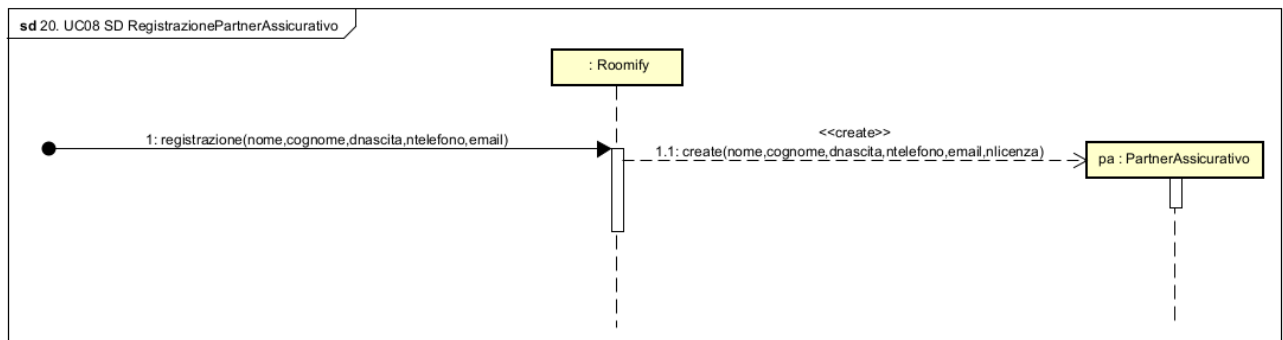 sd 20. UC08 SD RegistrazionePartnerAssicurativo
: Roomify
1: registrazione(nome,cognome,dnascita,ntelefono,email)
<<create>>
1.1: create(nome,cognome,dnascita,ntelefono,email,nlicenza)
pa : PartnerAssicurativo